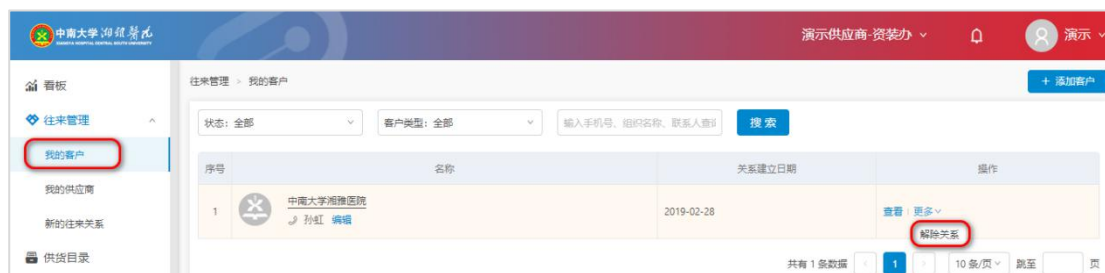 中南大学湘雅医院
XIANGYA HOSPITAL CENTRAL SOUTH UNIVERSITY
演示供应商-资装办
演示
看板
往来管理
我的客户
我的供应商
新的往来关系
供货目录
往来管理 > 我的客户
+ 添加客户
状态：全部
客户类型：全部
输入手机号、组织名称、联系人查
搜索
序号 名称 关系建立日期 操作
1 中南大学湘雅医院 2019-02-28 查看 更多
孙虹 编辑
解除关系
共有 1 条数据 < 1 > 10 条/页 跳至 页